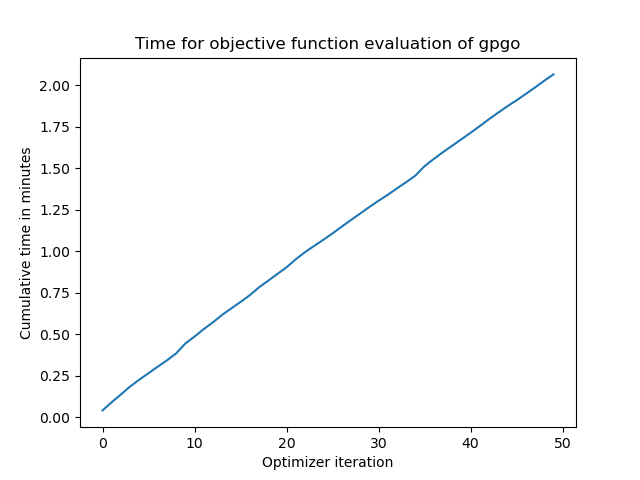 Time for objective function evaluation of gpgo
2.00
1.75
1.50
1.25
1.00
0.75
0.50
0.25
0.00
Cumulative time in minutes
0 10 20 30 40 50
Optimizer iteration